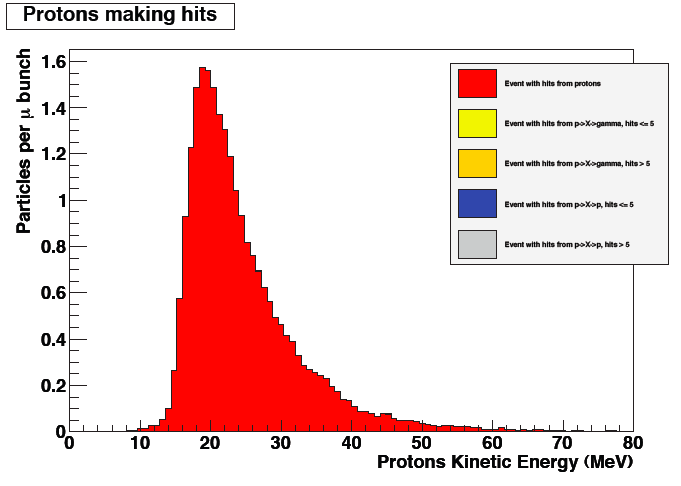 Protons making hits
Particles per μ bunch
1.6
1.4
1.2
1
0.8
0.6
0.4
0.2
0
Event with hits from protons
Event with hits from p->X->gamma, hits <= 5
Event with hits from p->X->gamma, hits > 5
Event with hits from p->X->p, hits <= 5
Event with hits from p->X->p, hits > 5
0 10 20 30 40 50 60 70 80
Protons Kinetic Energy (MeV)